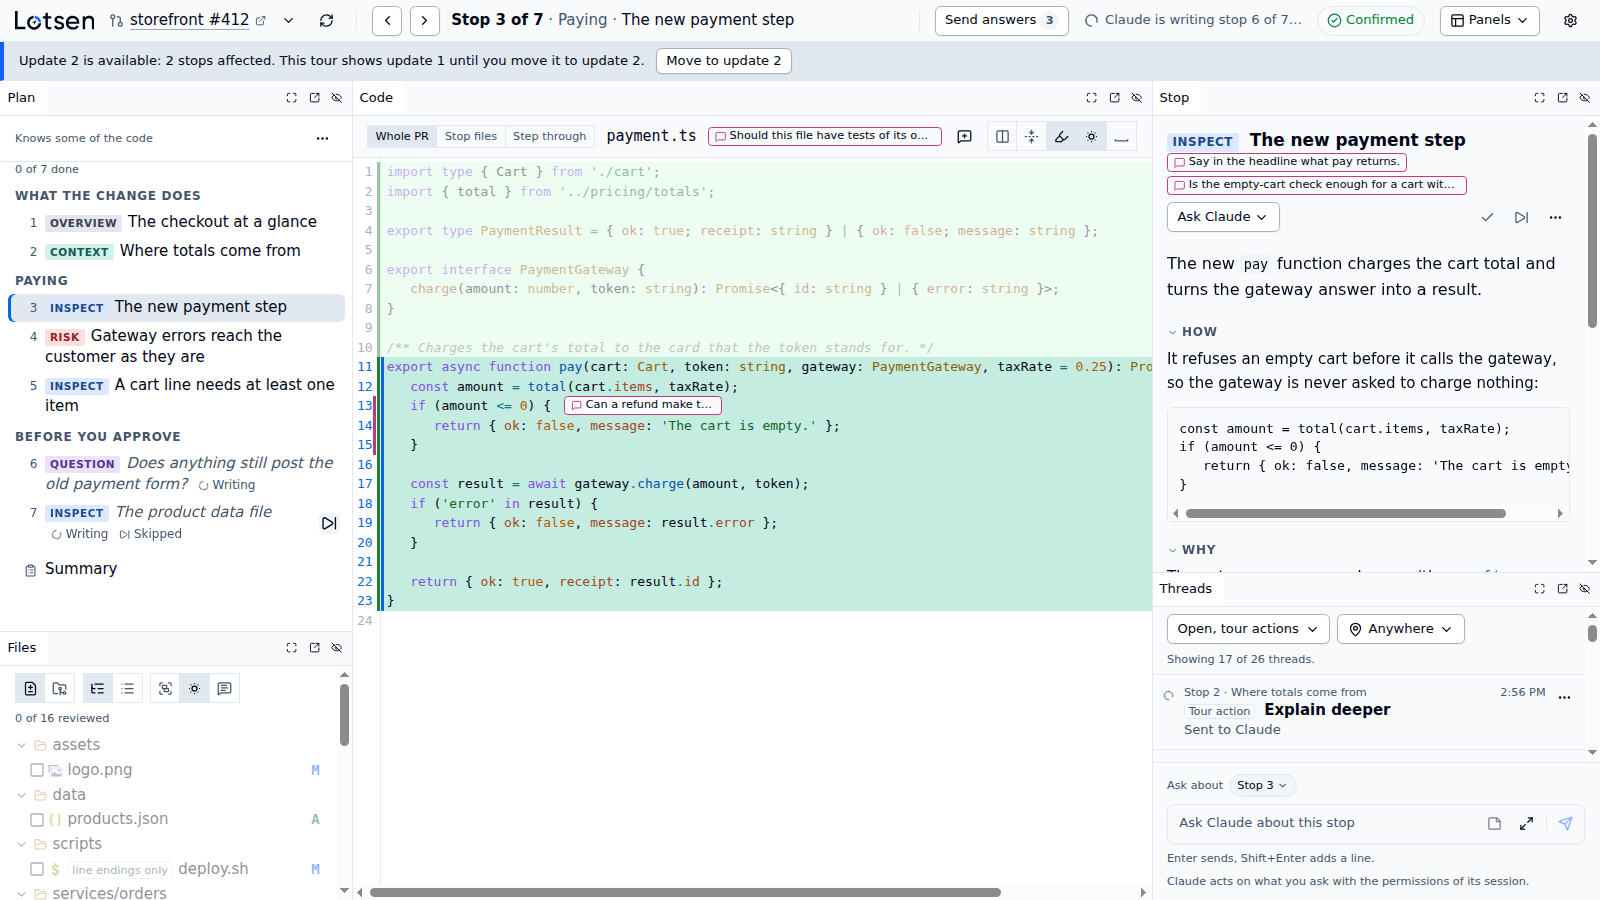 Lotsen
storefront #412
Stop 3 of 7 · Paying · The new payment step
Send answers 3
Claude is writing stop 6 of 7…
Confirmed
Panels
Update 2 is available: 2 stops affected. This tour shows update 1 until you move it to update 2.
Move to update 2
Plan
Knows some of the code
0 of 7 done
WHAT THE CHANGE DOES
1 OVERVIEW The checkout at a glance
2 CONTEXT Where totals come from
PAYING
3 INSPECT The new payment step
4 RISK Gateway errors reach the
customer as they are
5 INSPECT A cart line needs at least one
item
BEFORE YOU APPROVE
6 QUESTION Does anything still post the
old payment form? Writing
7 INSPECT The product data file
Writing Skipped
Summary
Files
0 of 16 reviewed
assets
logo.png M
data
products.json A
scripts
$ line endings only deploy.sh M
services/orders
Code
Whole PR Stop files Step through
payment.ts
Should this file have tests of its o…
1 import type { Cart } from './cart';
2 import { total } from '../pricing/totals';
3
4 export type PaymentResult = { ok: true; receipt: string } | { ok: false; message: string };
5
6 export interface PaymentGateway {
7 charge(amount: number, token: string): Promise<{ id: string } | { error: string }>;
8 }
9
10 /** Charges the cart's total to the card that the token stands for. */
11 export async function pay(cart: Cart, token: string, gateway: PaymentGateway, taxRate = 0.25): Pro
12 const amount = total(cart.items, taxRate);
13 if (amount <= 0) { Can a refund make t…
14 return { ok: false, message: 'The cart is empty.' };
15 }
16
17 const result = await gateway.charge(amount, token);
18 if ('error' in result) {
19 return { ok: false, message: result.error };
20 }
21
22 return { ok: true, receipt: result.id };
23 }
24
Stop
INSPECT The new payment step
Say in the headline what pay returns.
Is the empty-cart check enough for a cart wit…
Ask Claude
The new pay function charges the cart total and
turns the gateway answer into a result.
HOW
It refuses an empty cart before it calls the gateway,
so the gateway is never asked to charge nothing:
const amount = total(cart.items, taxRate);
if (amount <= 0) {
return { ok: false, message: 'The cart is empty
}
WHY
Threads
Open, tour actions
Anywhere
Showing 17 of 26 threads.
Stop 2 · Where totals come from 2:56 PM
Tour action Explain deeper
Sent to Claude
Ask about Stop 3
Ask Claude about this stop
Enter sends, Shift+Enter adds a line.
Claude acts on what you ask with the permissions of its session.